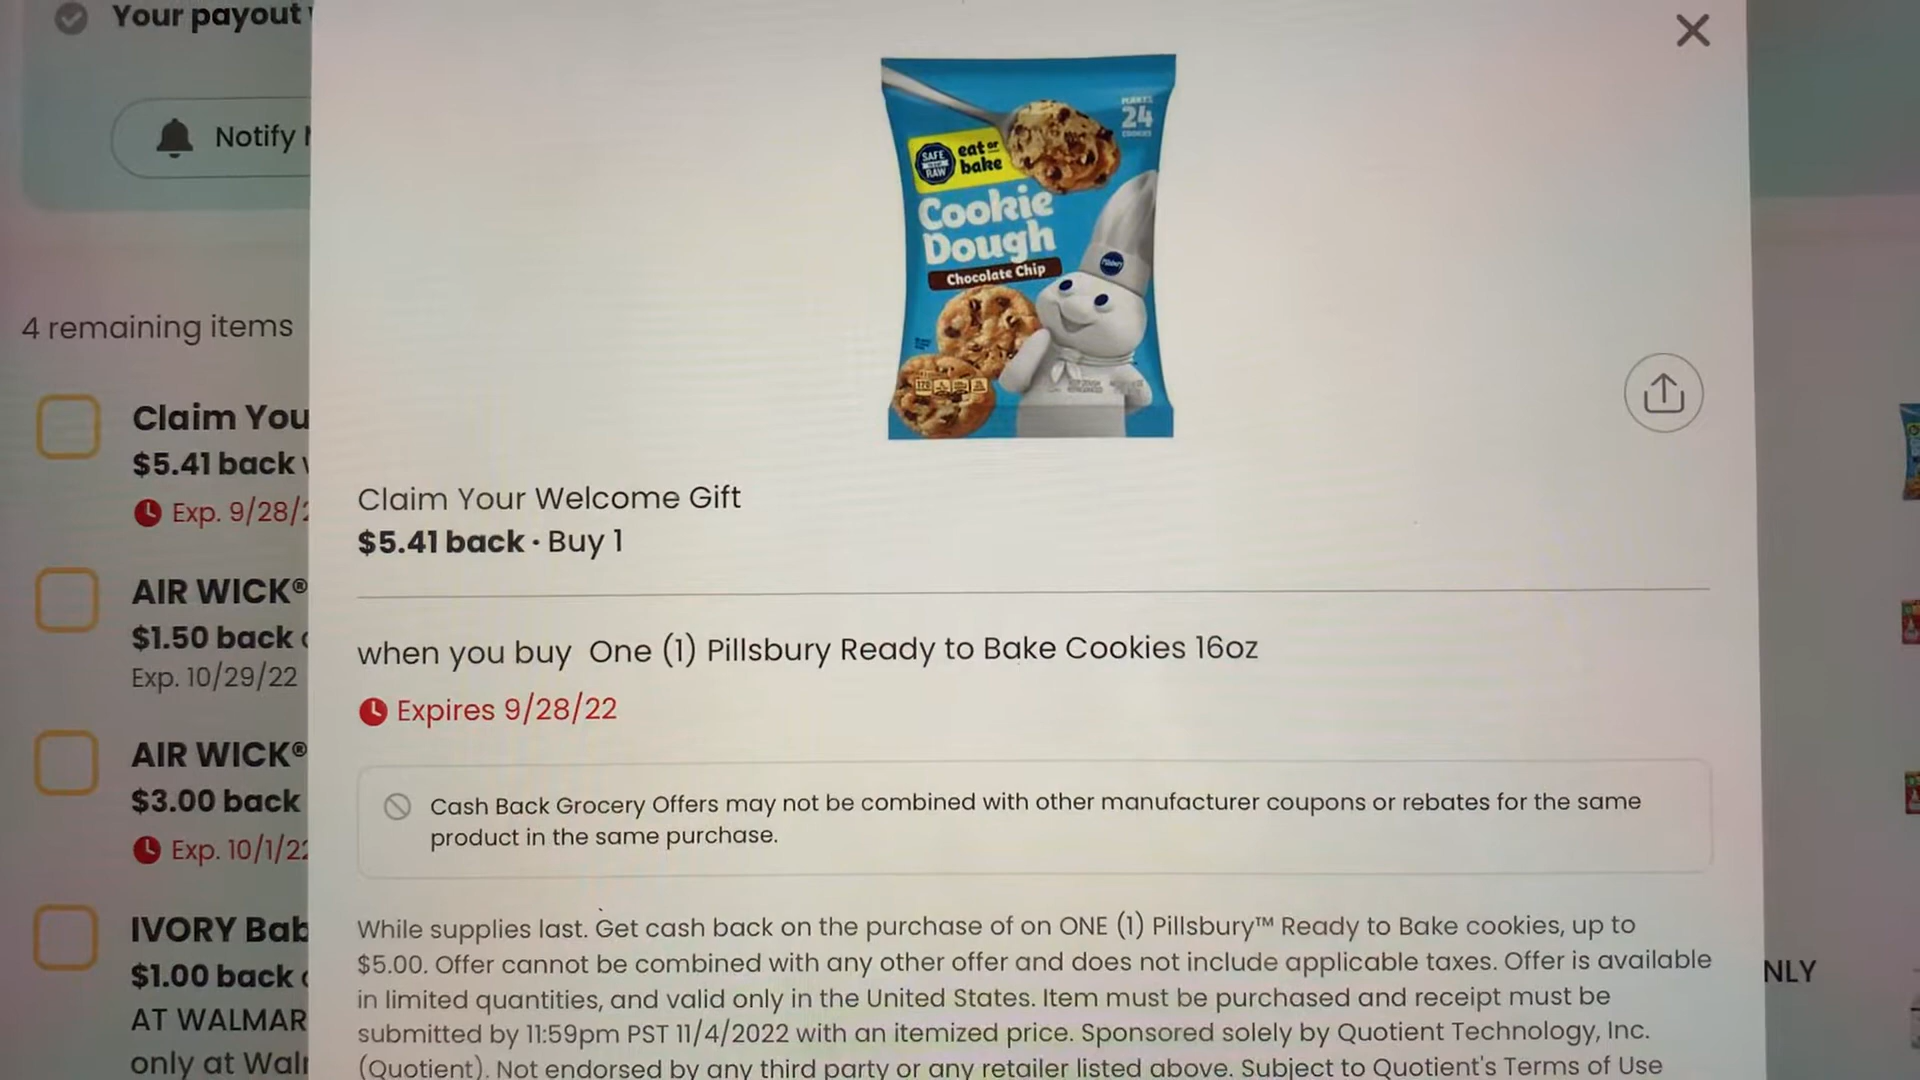 Your payout
Notify
4 remaining items
Claim You
$5.41 back
Exp. 9/28/2
AIR WICK®
$1.50 back
Exp. 10/29/22
AIR WICK®
$3.00 back
Exp. 10/1/22
IVORY Bab
$1.00 back
AT WALMAR
only at Wal
MAKES
24
COOKIES
SAFE
RAW
eat or
bake
Cookie
Dough
Chocolate Chip
Pillsbury
Claim Your Welcome Gift
$5.41 back · Buy 1
when you buy One (1) Pillsbury Ready to Bake Cookies 16oz
Expires 9/28/22
Cash Back Grocery Offers may not be combined with other manufacturer coupons or rebates for the same
product in the same purchase.
While supplies last. Get cash back on the purchase of on ONE (1) Pillsbury™ Ready to Bake cookies, up to
$5.00. Offer cannot be combined with any other offer and does not include applicable taxes. Offer is available
in limited quantities, and valid only in the United States. Item must be purchased and receipt must be
submitted by 11:59pm PST 11/4/2022 with an itemized price. Sponsored solely by Quotient Technology, Inc.
(Quotient). Not endorsed by any third party or any retailer listed above. Subject to Quotient's Terms of Use
NLY